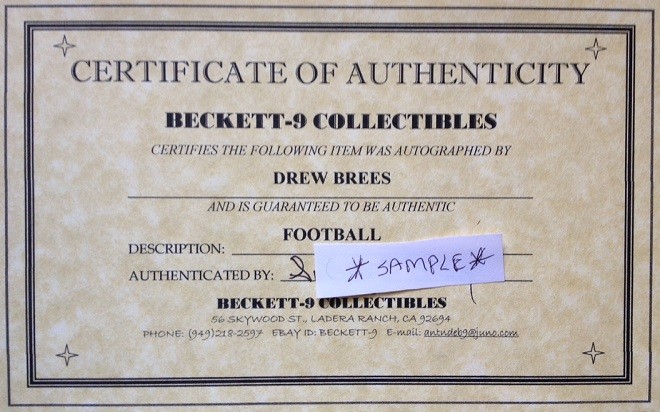 CERTIFICATE OF AUTHENTICITY
BECKETT-9 COLLECTIBLES
CERTIFIES THE FOLLOWING ITEM WAS AUTOGRAPHED BY
DREW BREES
AND IS GUARANTEED TO BE AUTHENTIC
DESCRIPTION: FOOTBALL
AUTHENTICATED BY: * SAMPLE *
BECKETT-9 COLLECTIBLES
56 SKYWOOD ST., LADERA RANCH, CA 92694
PHONE: (949)218-2597 EBAY ID: BECKETT-9 E-mail: antndeb9@juno.com